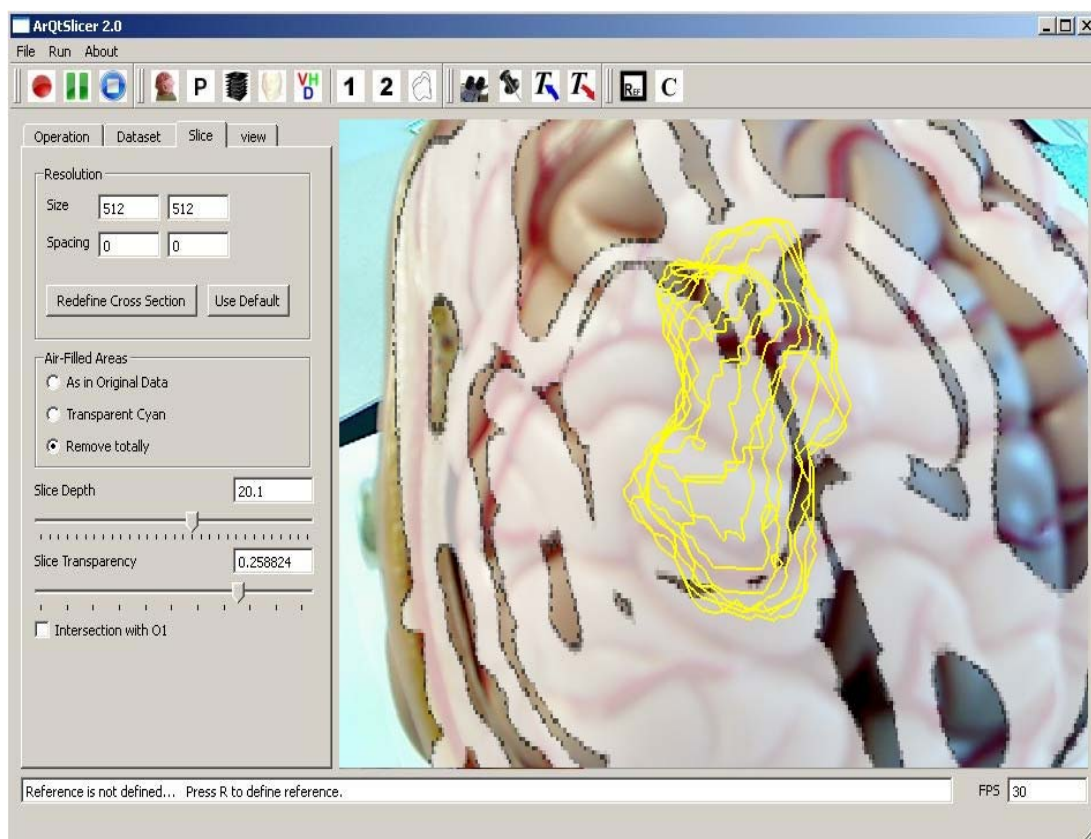 ArQtSlicer 2.0
File Run About
P VH D 1 2 T T REF C
Operation Dataset Slice view
Resolution
Size 512 512
Spacing 0 0
Redefine Cross Section Use Default
Air-Filled Areas
As in Original Data
Transparent Cyan
Remove totally
Slice Depth 20.1
Slice Transparency 0.258824
Intersection with O1
Reference is not defined... Press R to define reference. FPS 30